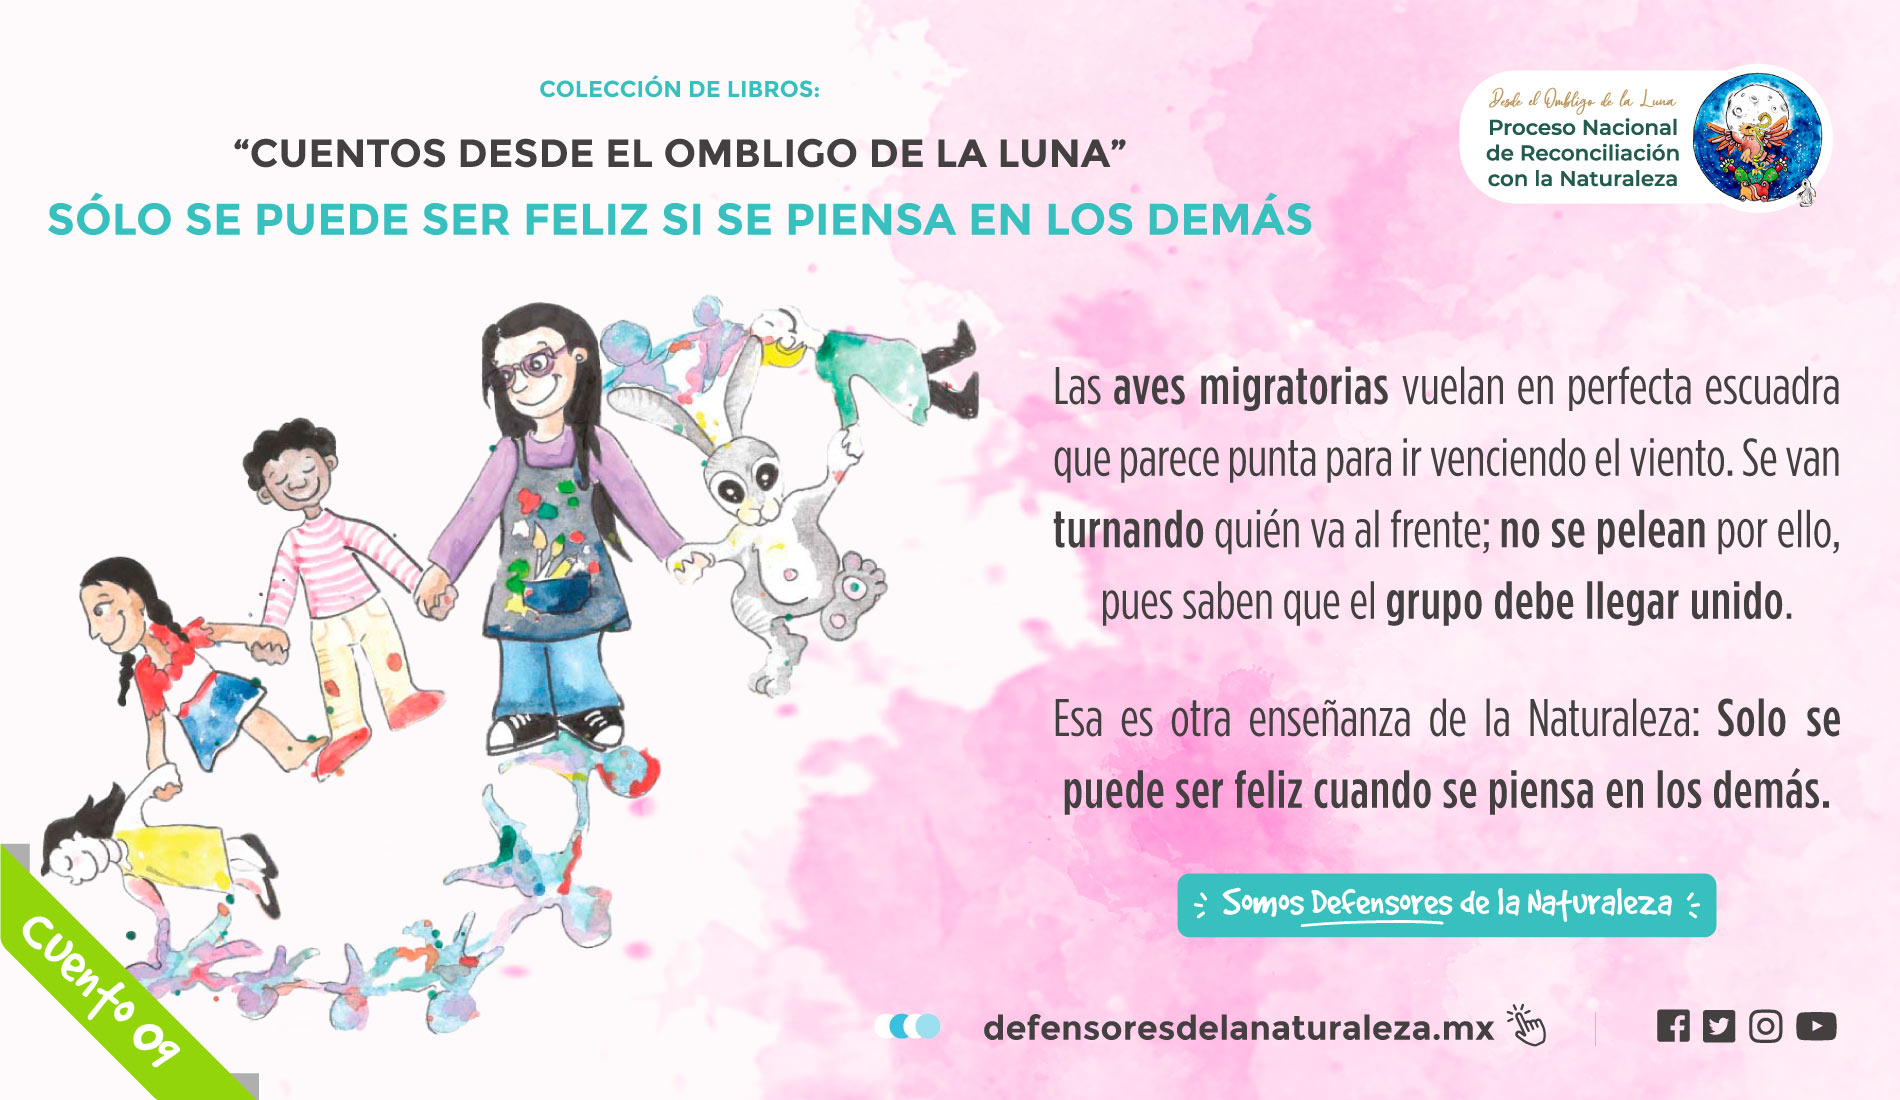 COLECCIÓN DE LIBROS:
“CUENTOS DESDE EL OMBLIGO DE LA LUNA”
SÓLO SE PUEDE SER FELIZ SI SE PIENSA EN LOS DEMÁS
Desde el Ombligo de la Luna
Proceso Nacional
de Reconciliación
con la Naturaleza
Las aves migratorias vuelan en perfecta escuadra
que parece punta para ir venciendo el viento. Se van
turnando quién va al frente; no se pelean por ello,
pues saben que el grupo debe llegar unido.
Esa es otra enseñanza de la Naturaleza: Solo se
puede ser feliz cuando se piensa en los demás.
Somos Defensores de la Naturaleza
Cuento 09
defensoresdelanaturaleza.mx